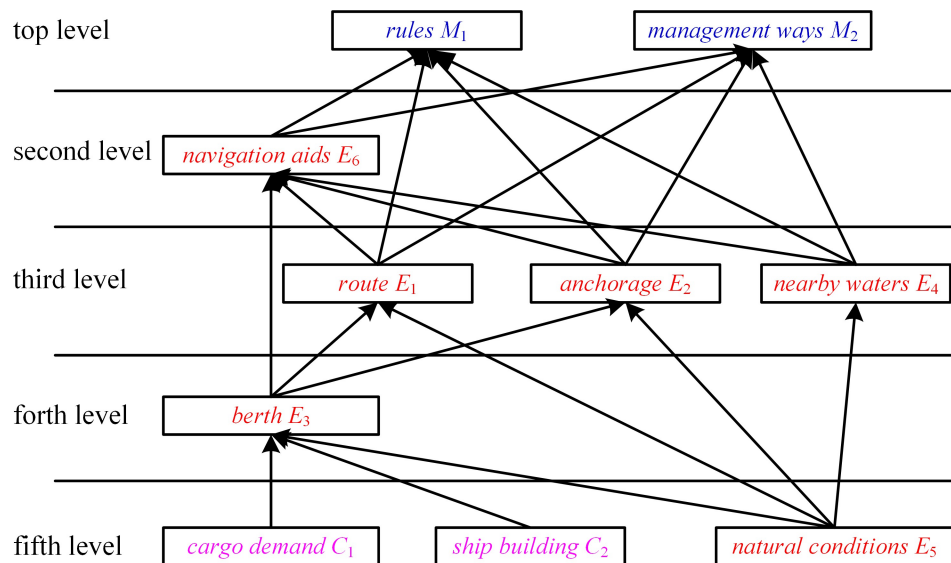 top level rules M₁ management ways M₂
second level navigation aids E₆
third level route E₁ anchorage E₂ nearby waters E₄
forth level berth E₃
fifth level cargo demand C₁ ship building C₂ natural conditions E₅